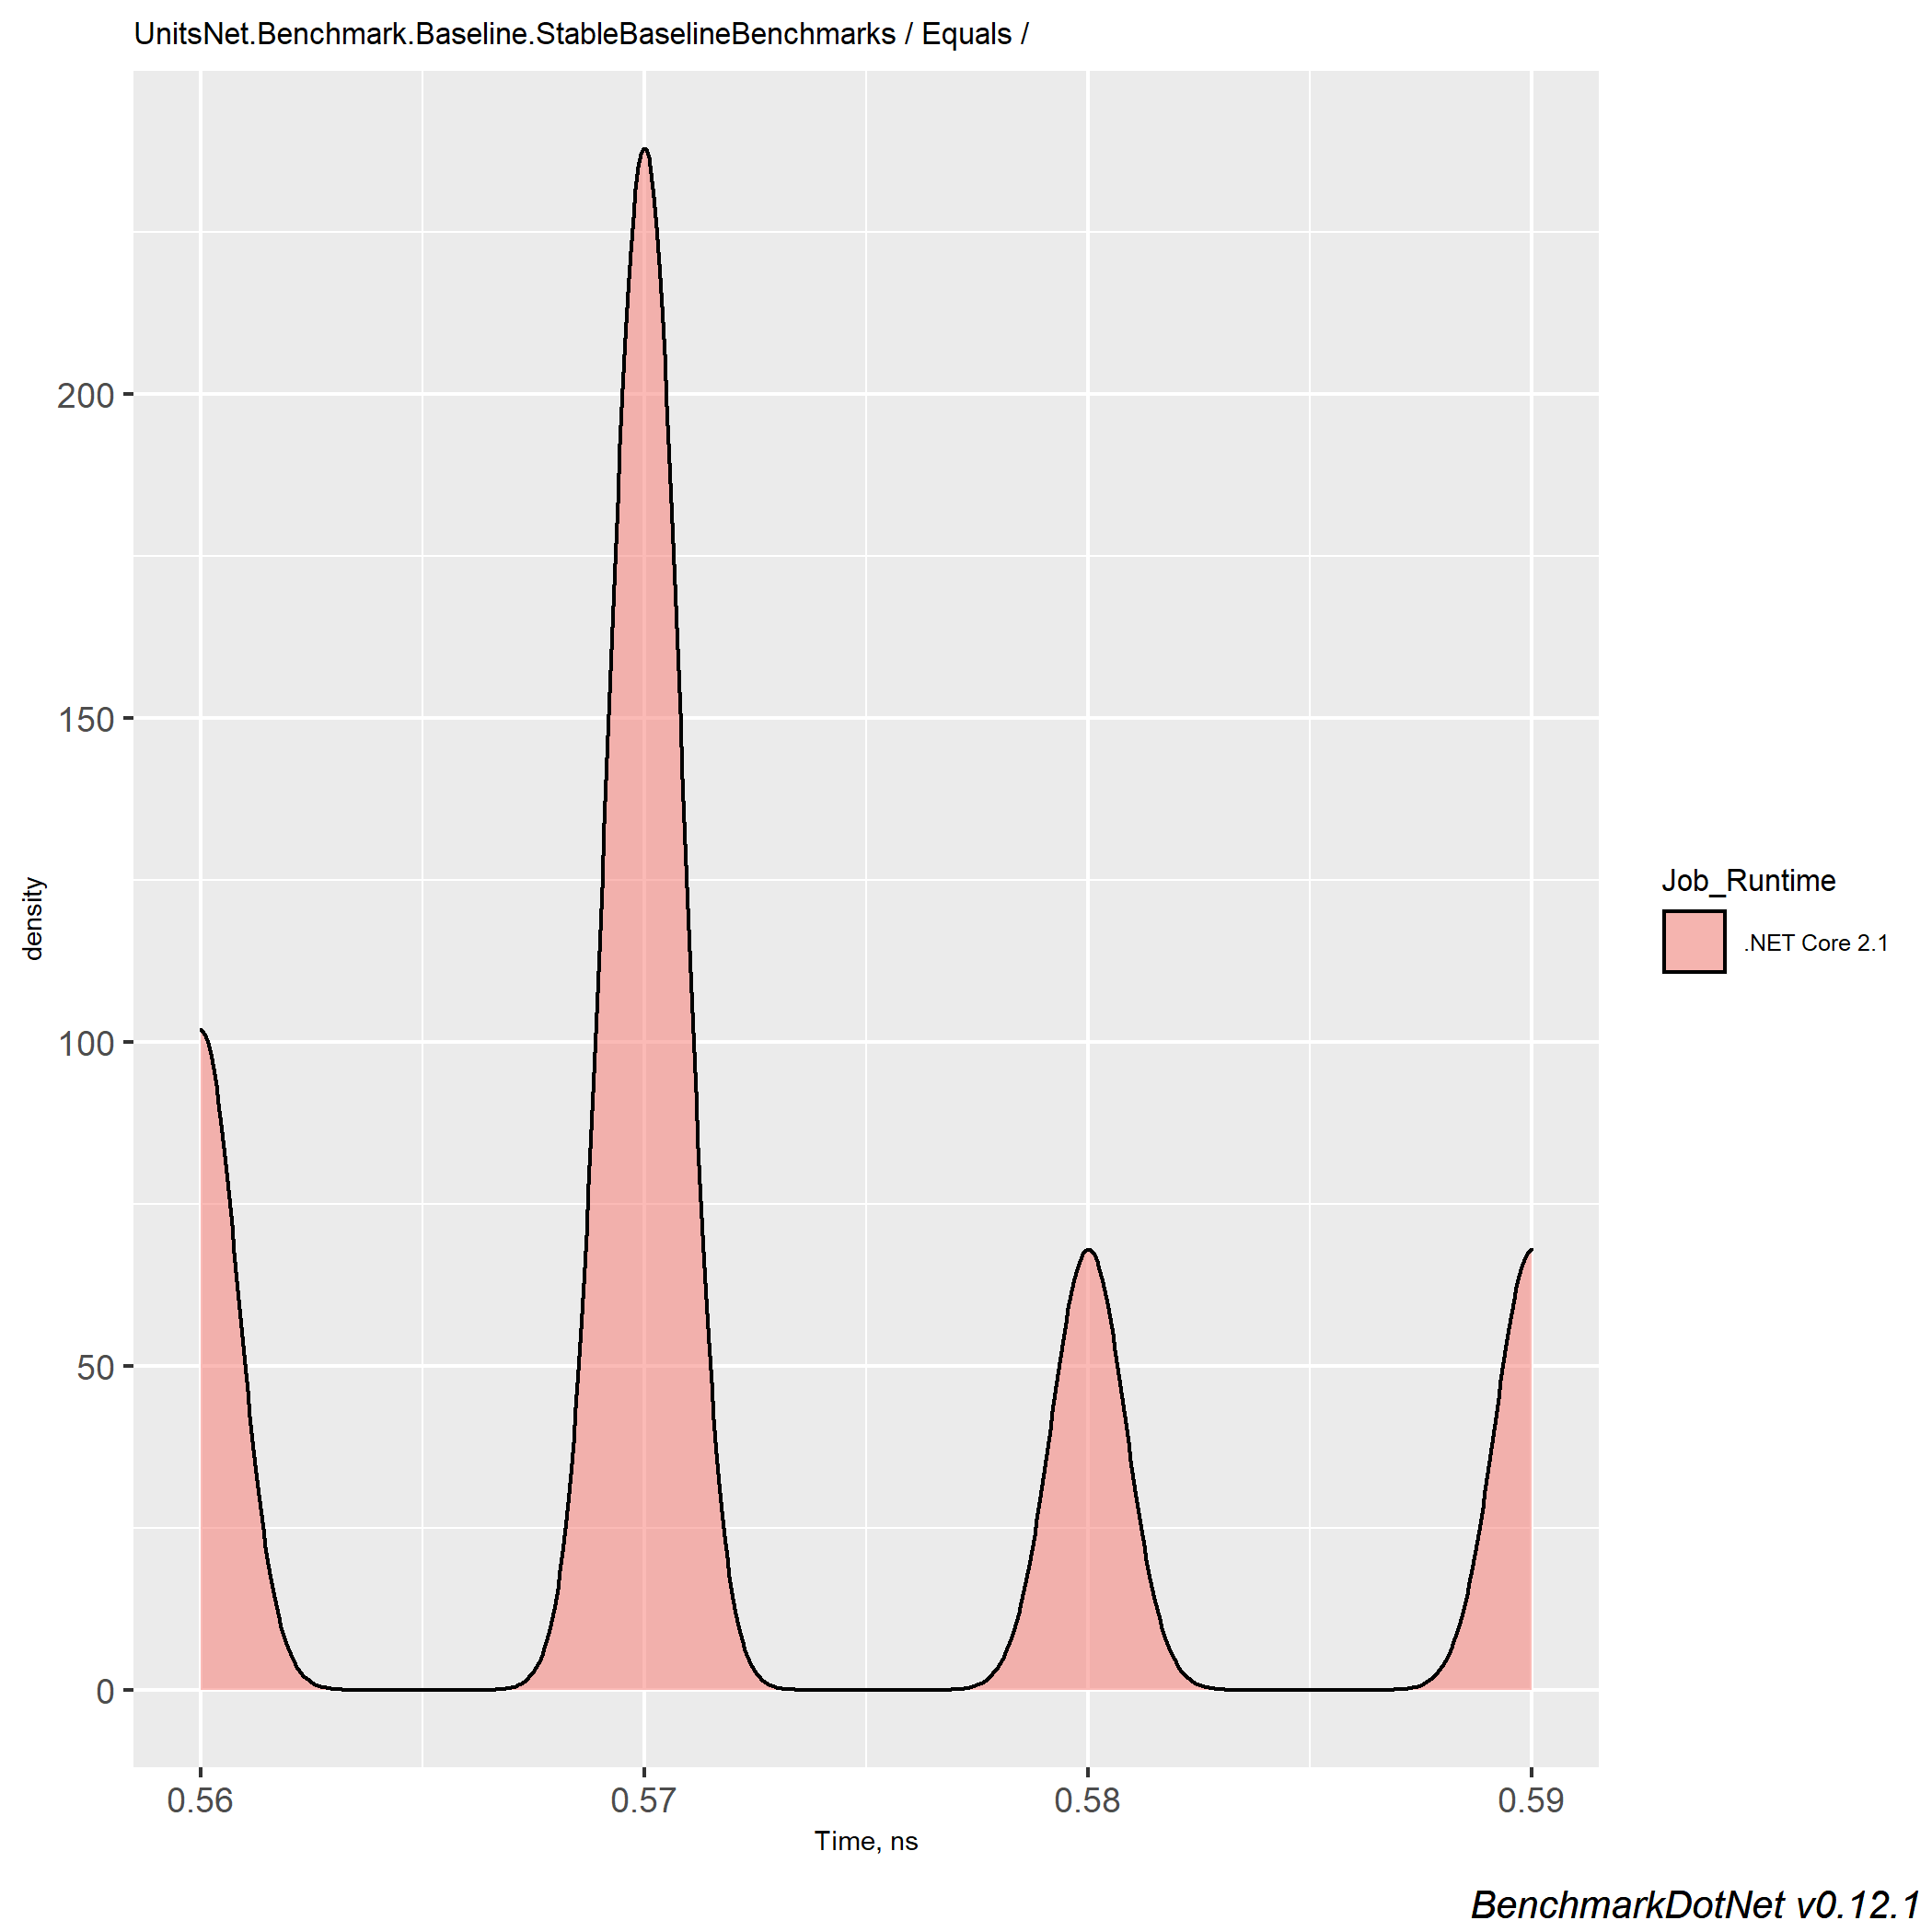 UnitsNet.Benchmark.Baseline.StableBaselineBenchmarks / Equals /
200
150
100
50
0
density
0.56 0.57 0.58 0.59
Time, ns
Job_Runtime
.NET Core 2.1
BenchmarkDotNet v0.12.1